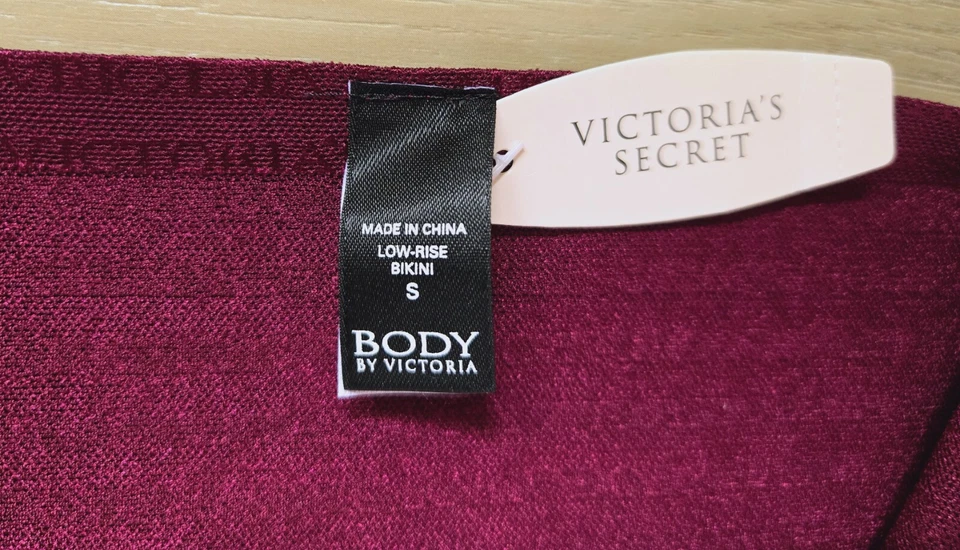 MADE IN CHINA
LOW-RISE
BIKINI
S
BODY
BY VICTORIA
VICTORIA'S
SECRET